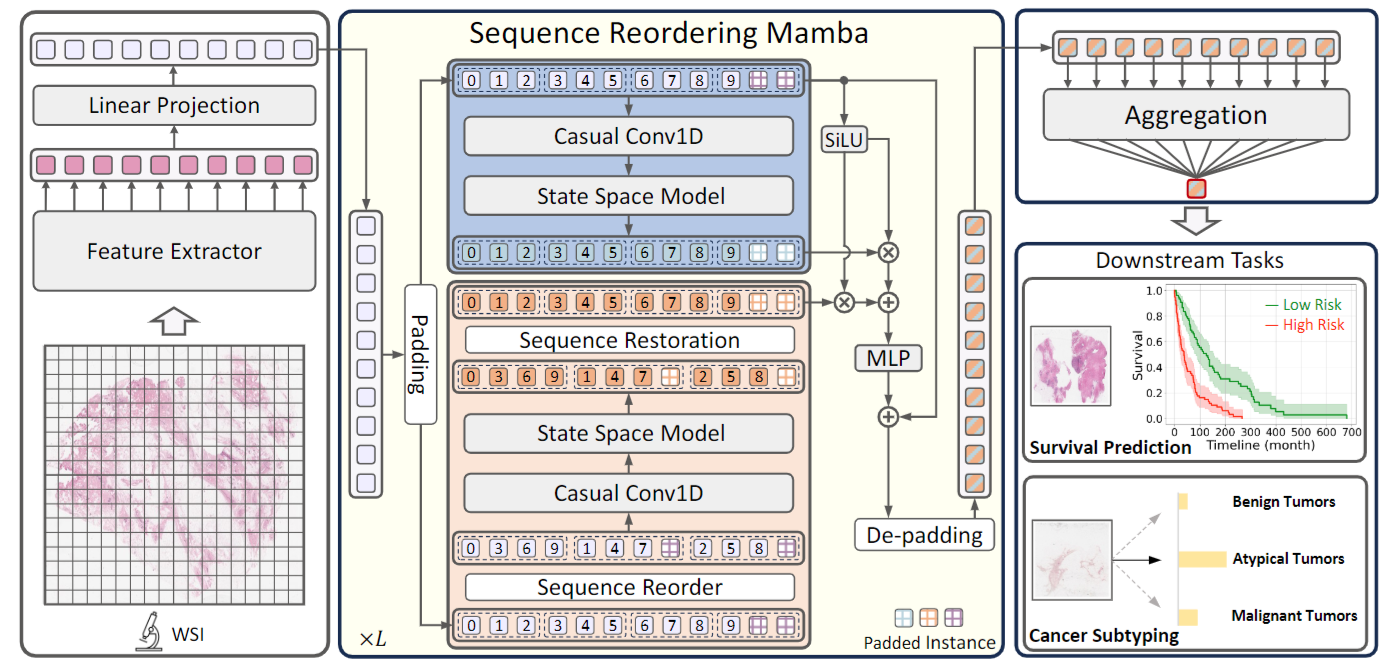 Linear Projection
Feature Extractor
WSI
Sequence Reordering Mamba
0 1 2 3 4 5 6 7 8 9
Casual Conv1D
State Space Model
0 1 2 3 4 5 6 7 8 9
SiLU
Padding
0 1 2 3 4 5 6 7 8 9
Sequence Restoration
0 3 6 9 1 4 7 2 5 8
State Space Model
Casual Conv1D
0 3 6 9 1 4 7 2 5 8
Sequence Reorder
0 1 2 3 4 5 6 7 8 9
×L
MLP
De-padding
Padded Instance
Aggregation
Downstream Tasks
Survival
1.0
0.8
0.6
0.4
0.2
0.0
Low Risk
High Risk
0 100 200 300 400 500 600 700
Timeline (month)
Survival Prediction
Benign Tumors
Atypical Tumors
Malignant Tumors
Cancer Subtyping